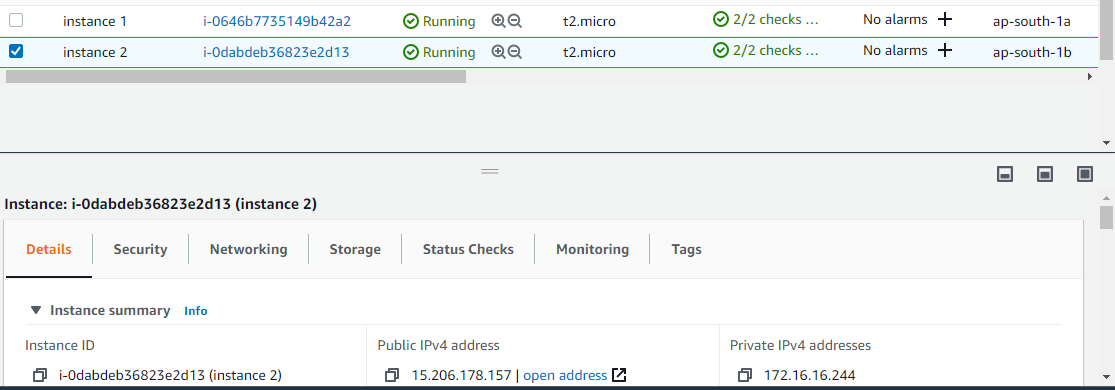 instance 1 i-0646b7735149b42a2 Running t2.micro 2/2 checks ... No alarms + ap-south-1a
instance 2 i-0dabdeb36823e2d13 Running t2.micro 2/2 checks ... No alarms + ap-south-1b
Instance: i-0dabdeb36823e2d13 (instance 2)
Details Security Networking Storage Status Checks Monitoring Tags
Instance summary Info
Instance ID Public IPv4 address Private IPv4 addresses
i-0dabdeb36823e2d13 (instance 2) 15.206.178.157 | open address 172.16.16.244